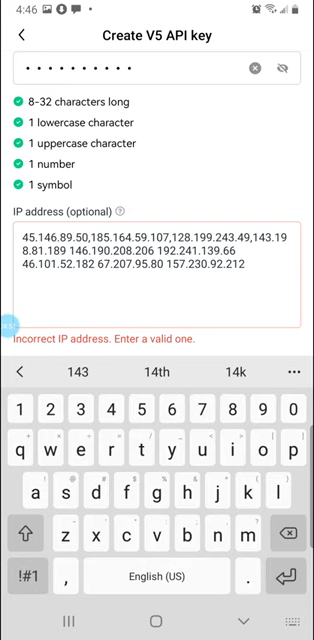 4:46
Create V5 API key
8-32 characters long
1 lowercase character
1 uppercase character
1 number
1 symbol
IP address (optional)
45.146.89.50,185.164.59.107,128.199.243.49,143.19
8.81.189 146.190.208.206 192.241.139.66
46.101.52.182 67.207.95.80 157.230.92.212
Incorrect IP address. Enter a valid one.
143 14th 14k
1 2 3 4 5 6 7 8 9 0
q w e r t y u i o p
a s d f g h j k l
z x c v b n m
!#1 , English (US) .